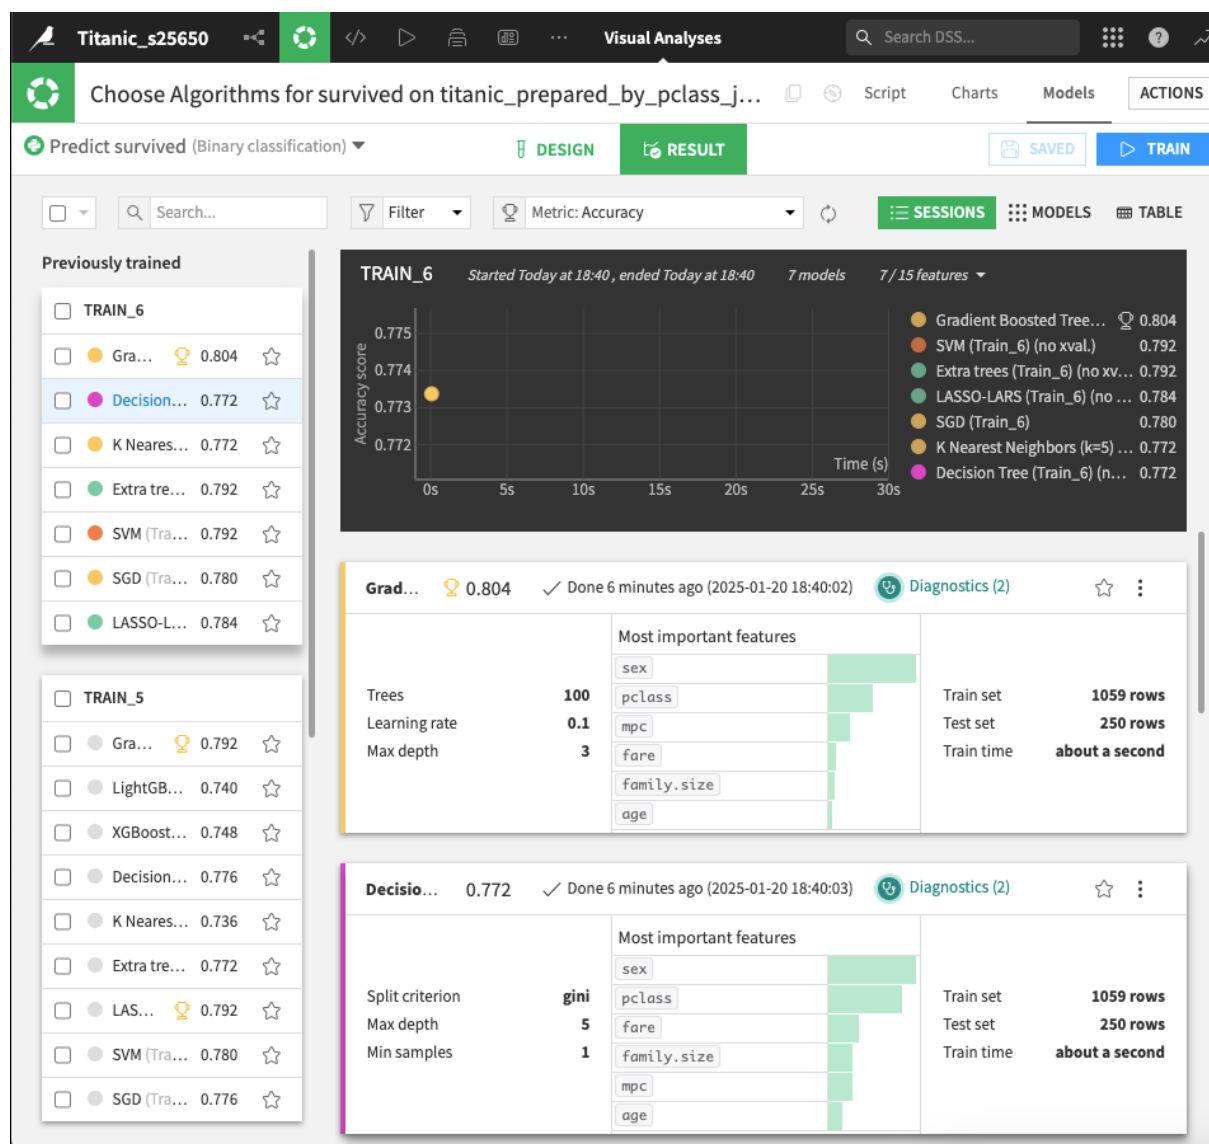 Titanic_s25650 </> ... Visual Analyses Search DSS... ?
Choose Algorithms for survived on titanic_prepared_by_pclass_j... Script Charts Models ACTIONS
Predict survived (Binary classification) DESIGN RESULT SAVED TRAIN
Search... Filter Metric: Accuracy SESSIONS MODELS TABLE
Previously trained
TRAIN_6
Gra... 0.804
Decision... 0.772
K Neares... 0.772
Extra tre... 0.792
SVM (Tra... 0.792
SGD (Tra... 0.780
LASSO-L... 0.784
TRAIN_5
Gra... 0.792
LightGB... 0.740
XGBoost... 0.748
Decision... 0.776
K Neares... 0.736
Extra tre... 0.772
LAS... 0.792
SVM (Tra... 0.780
SGD (Tra... 0.776
TRAIN_6 Started Today at 18:40, ended Today at 18:40 7 models 7 / 15 features
Accuracy score
0.775
0.774
0.773
0.772
Time (s)
0s 5s 10s 15s 20s 25s 30s
Gradient Boosted Tree... 0.804
SVM (Train_6) (no xval.) 0.792
Extra trees (Train_6) (no xv... 0.792
LASSO-LARS (Train_6) (no ... 0.784
SGD (Train_6) 0.780
K Nearest Neighbors (k=5) ... 0.772
Decision Tree (Train_6) (n... 0.772
Grad... 0.804 Done 6 minutes ago (2025-01-20 18:40:02) Diagnostics (2)
Trees 100
Learning rate 0.1
Max depth 3
Most important features
sex
pclass
mpc
fare
family.size
age
Train set 1059 rows
Test set 250 rows
Train time about a second
Decisio... 0.772 Done 6 minutes ago (2025-01-20 18:40:03) Diagnostics (2)
Split criterion gini
Max depth 5
Min samples 1
Most important features
sex
pclass
fare
family.size
mpc
age
Train set 1059 rows
Test set 250 rows
Train time about a second